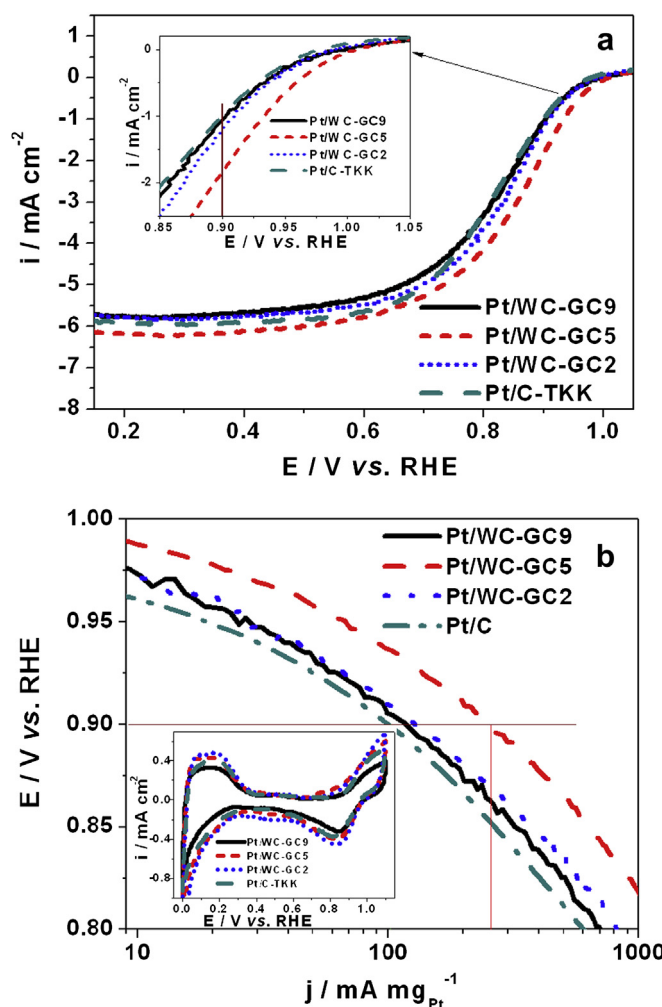 a
0
-1
-2
i / mA cm-2
0.85 0.90 0.95 1.00 1.05
E / V vs. RHE
Pt/WC-GC9
Pt/WC-GC5
Pt/WC-GC2
Pt/C-TKK
1
0
-1
-2
-3
-4
-5
-6
-7
-8
i / mA cm-2
Pt/WC-GC9
Pt/WC-GC5
Pt/WC-GC2
Pt/C-TKK
0.2 0.4 0.6 0.8 1.0
E / V vs. RHE
b
1.00
0.95
0.90
0.85
0.80
E / V vs. RHE
Pt/WC-GC9
Pt/WC-GC5
Pt/WC-GC2
Pt/C
0.4
0.0
-0.4
i / mA cm-2
Pt/WC-GC9
Pt/WC-GC5
Pt/WC-GC2
Pt/C-TKK
0.0 0.2 0.4 0.6 0.8 1.0
E / V vs. RHE
10 100 1000
j / mA mgPt-1